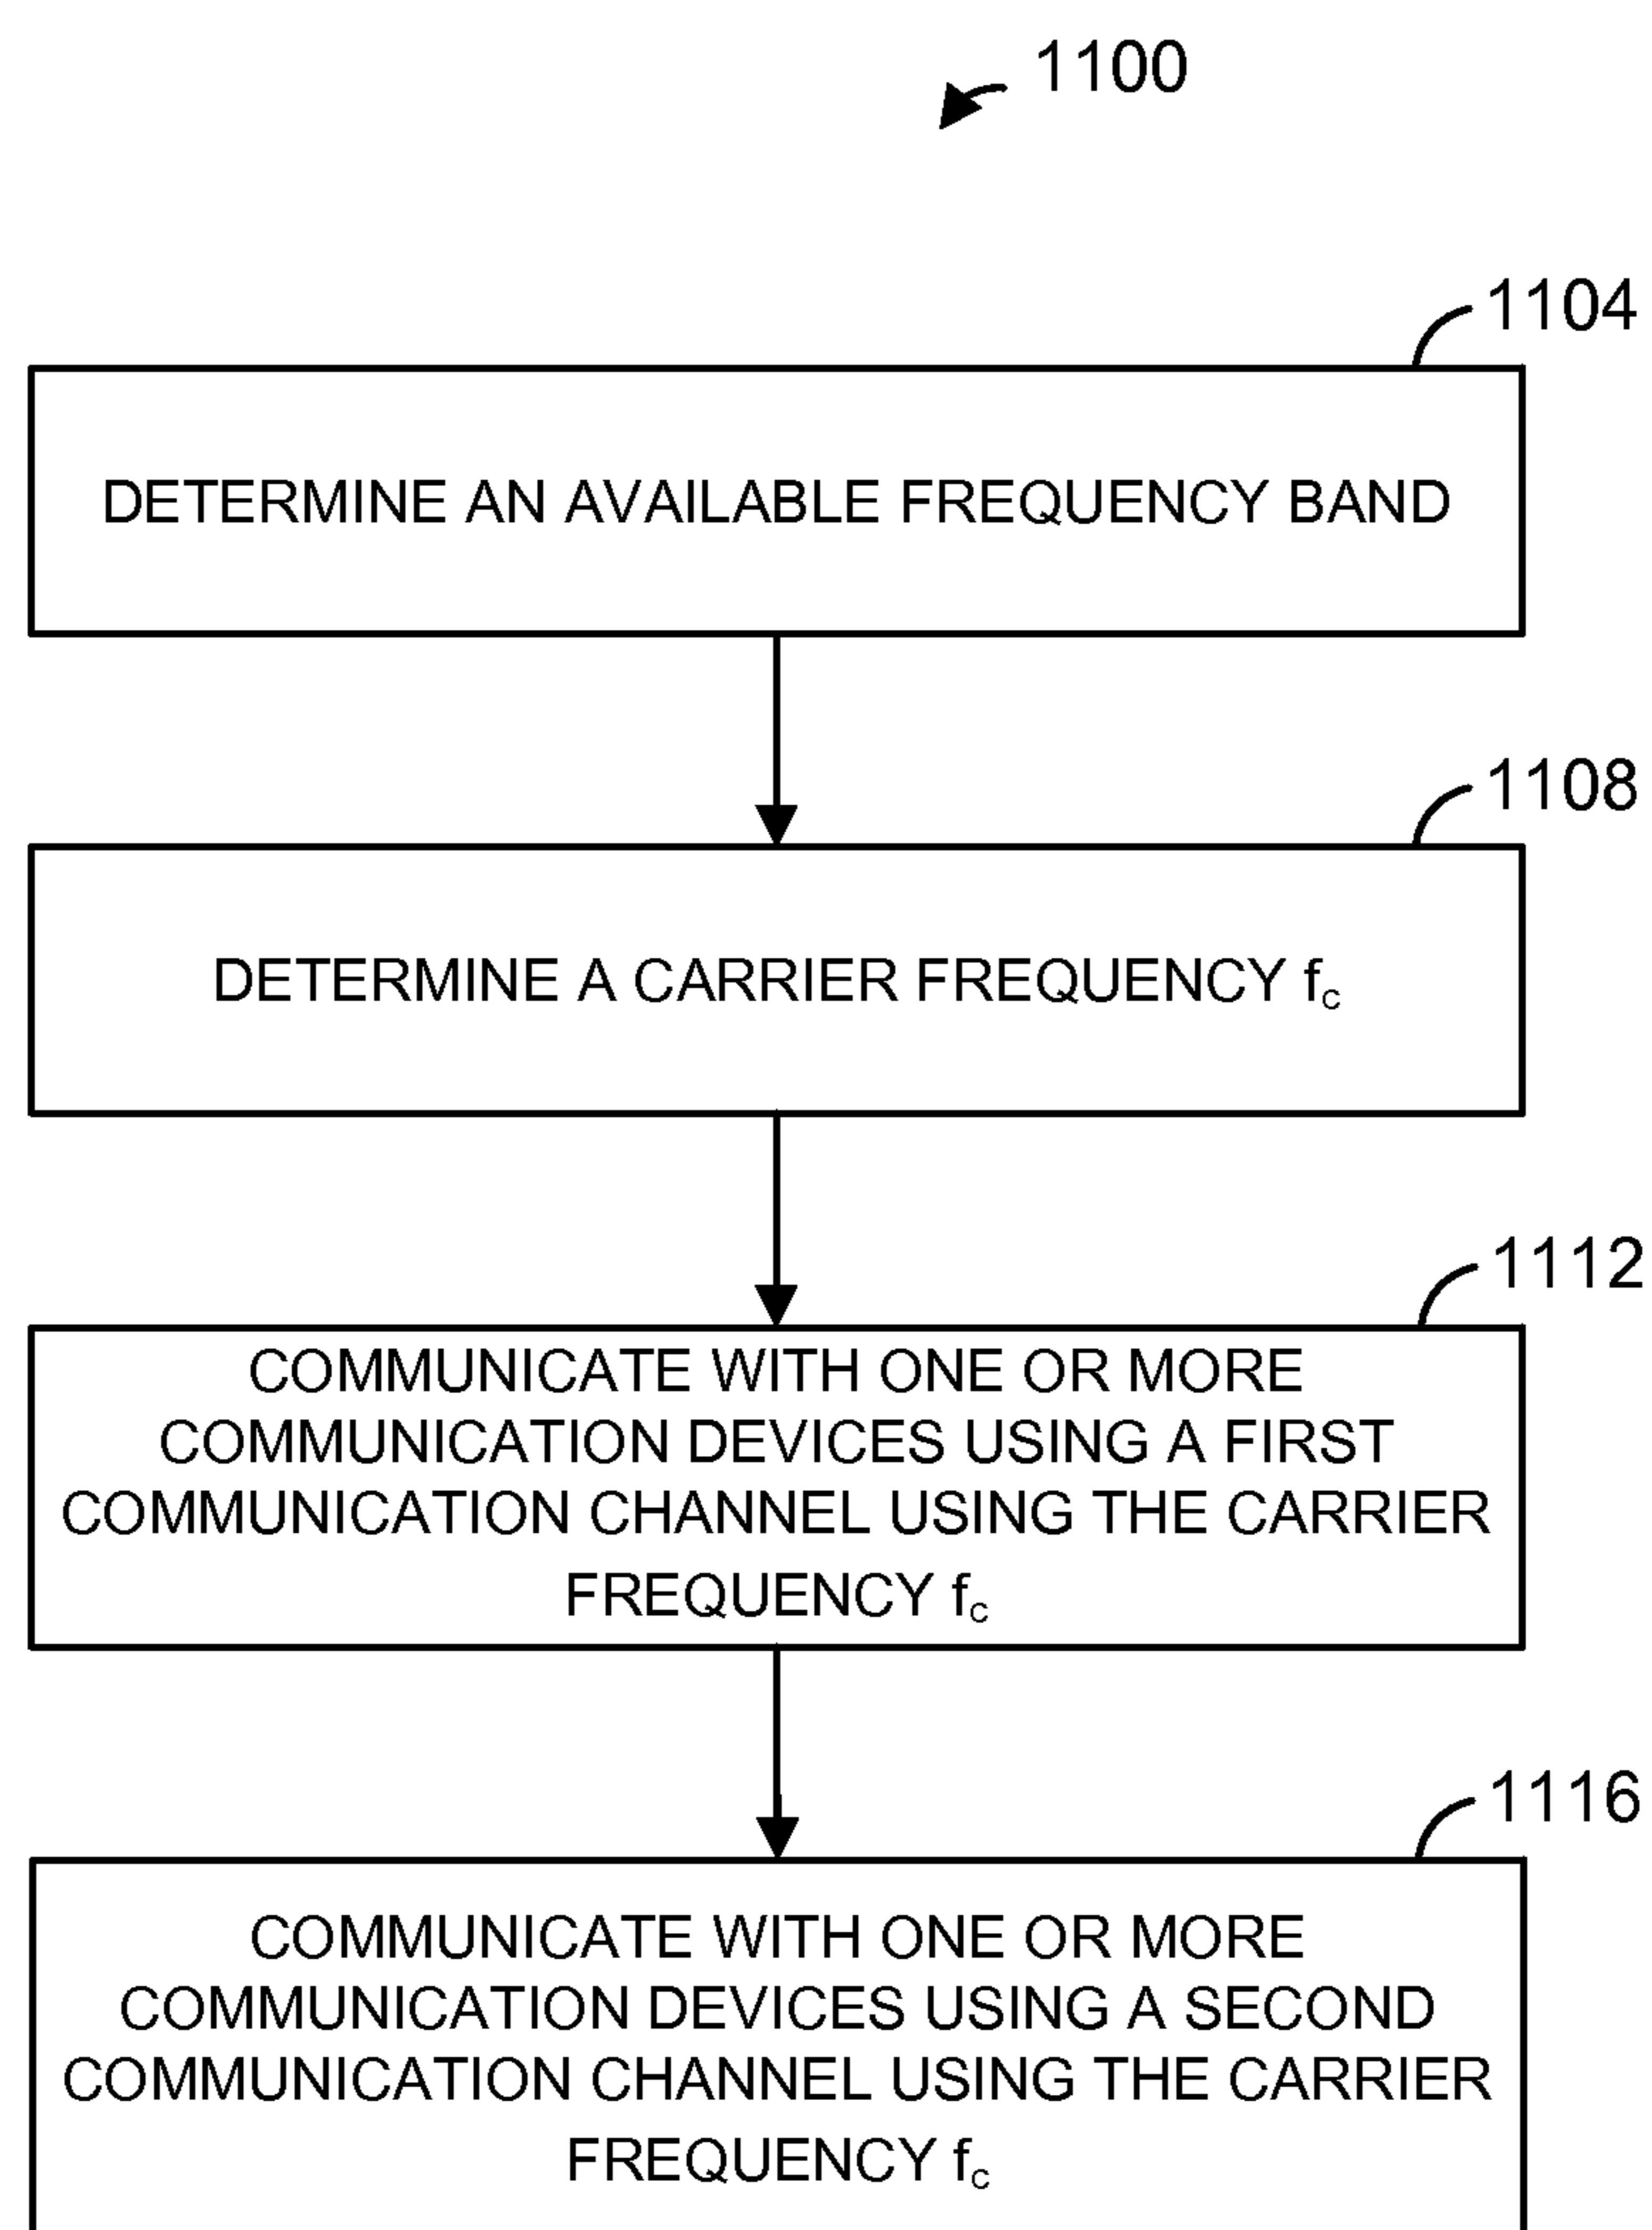 1100
1104
DETERMINE AN AVAILABLE FREQUENCY BAND
1108
DETERMINE A CARRIER FREQUENCY fc
1112
COMMUNICATE WITH ONE OR MORE
COMMUNICATION DEVICES USING A FIRST
COMMUNICATION CHANNEL USING THE CARRIER
FREQUENCY fc
1116
COMMUNICATE WITH ONE OR MORE
COMMUNICATION DEVICES USING A SECOND
COMMUNICATION CHANNEL USING THE CARRIER
FREQUENCY fc